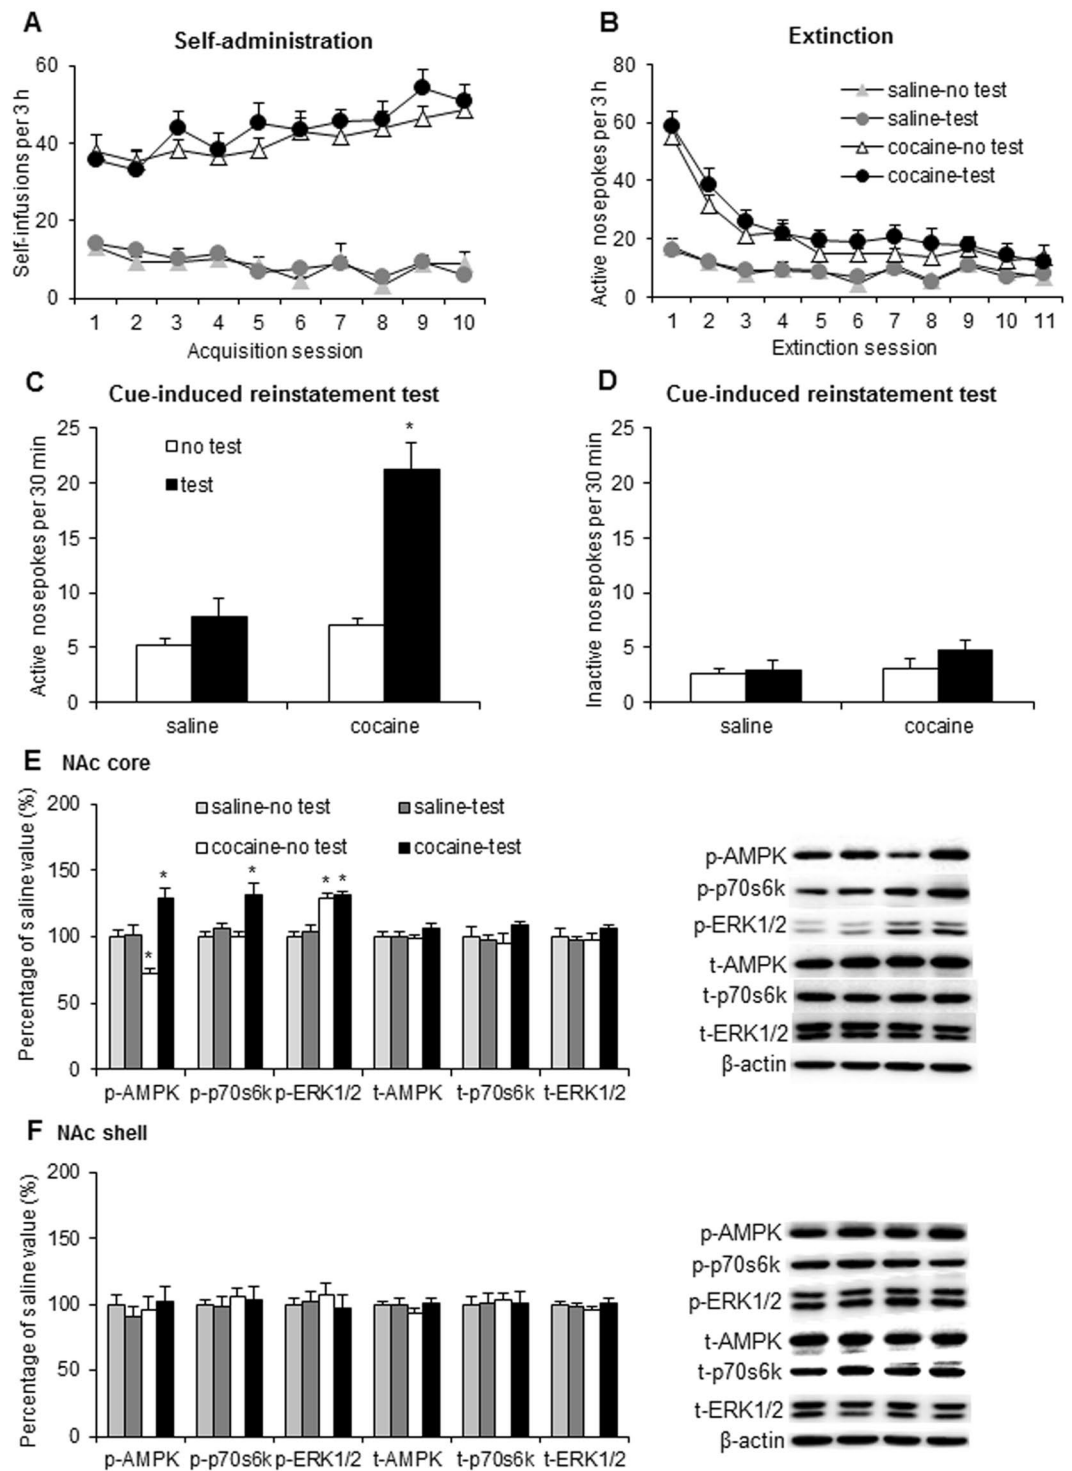 A
Self-administration
Self-infusions per 3 h
60
40
20
0
1 2 3 4 5 6 7 8 9 10
Acquisition session
B
Extinction
Active nosepokes per 3 h
80
60
40
20
0
saline-no test
saline-test
cocaine-no test
cocaine-test
1 2 3 4 5 6 7 8 9 10 11
Extinction session
C
Cue-induced reinstatement test
Active nosepokes per 30 min
25
20
15
10
5
0
no test
test
*
saline cocaine
D
Cue-induced reinstatement test
Inactive nosepokes per 30 min
25
20
15
10
5
0
saline cocaine
E NAc core
Percentage of saline value (%)
200
150
100
50
0
saline-no test saline-test
cocaine-no test cocaine-test
* * * * *
p-AMPK p-p70s6k p-ERK1/2 t-AMPK t-p70s6k t-ERK1/2
p-AMPK
p-p70s6k
p-ERK1/2
t-AMPK
t-p70s6k
t-ERK1/2
β-actin
F NAc shell
Percentage of saline value (%)
200
150
100
50
0
p-AMPK p-p70s6k p-ERK1/2 t-AMPK t-p70s6k t-ERK1/2
p-AMPK
p-p70s6k
p-ERK1/2
t-AMPK
t-p70s6k
t-ERK1/2
β-actin